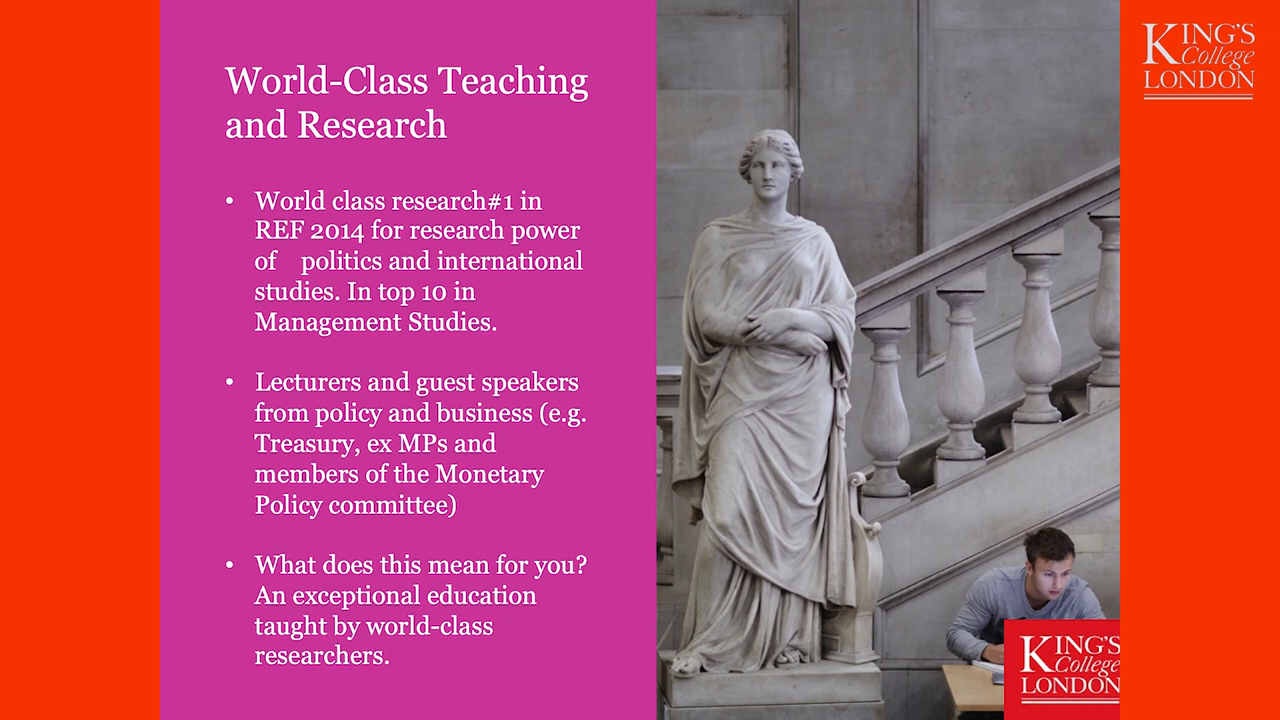 World-Class Teaching
and Research
• World class research#1 in
REF 2014 for research power
of politics and international
studies. In top 10 in
Management Studies.
• Lecturers and guest speakers
from policy and business (e.g.
Treasury, ex MPs and
members of the Monetary
Policy committee)
• What does this mean for you?
An exceptional education
taught by world-class
researchers.
KING'S
College
LONDON
KING'S
College
LONDON